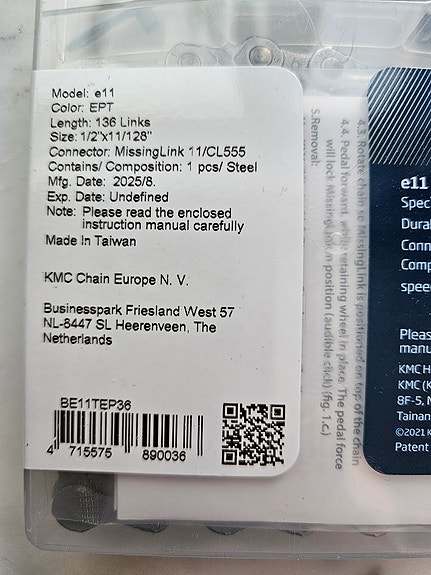 Model: e11
Color: EPT
Length: 136 Links
Size: 1/2"x11/128"
Connector: MissingLink 11/CL555
Contains/ Composition: 1 pcs/ Steel
Mfg. Date: 2025/8.
Exp. Date: Undefined
Note: Please read the enclosed
instruction manual carefully
Made In Taiwan
KMC Chain Europe N. V.
Businesspark Friesland West 57
NL-8447 SL Heerenveen, The
Netherlands
BE11TEP36
4 715575 890036
4.3. Rotate chain so MissingLink is positioned on top of the chain
4.4. Pedal forward, while retaining wheel in place. The pedal force
will lock MissingLink in position (audible click) (fig. 1.c.)
5.Removal:
e11
Speci
Dural
Conn
Comp
speed
Pleas
manu
KMC H
KMC (K
8F-5, N
Tainan
©2021 K
Patent